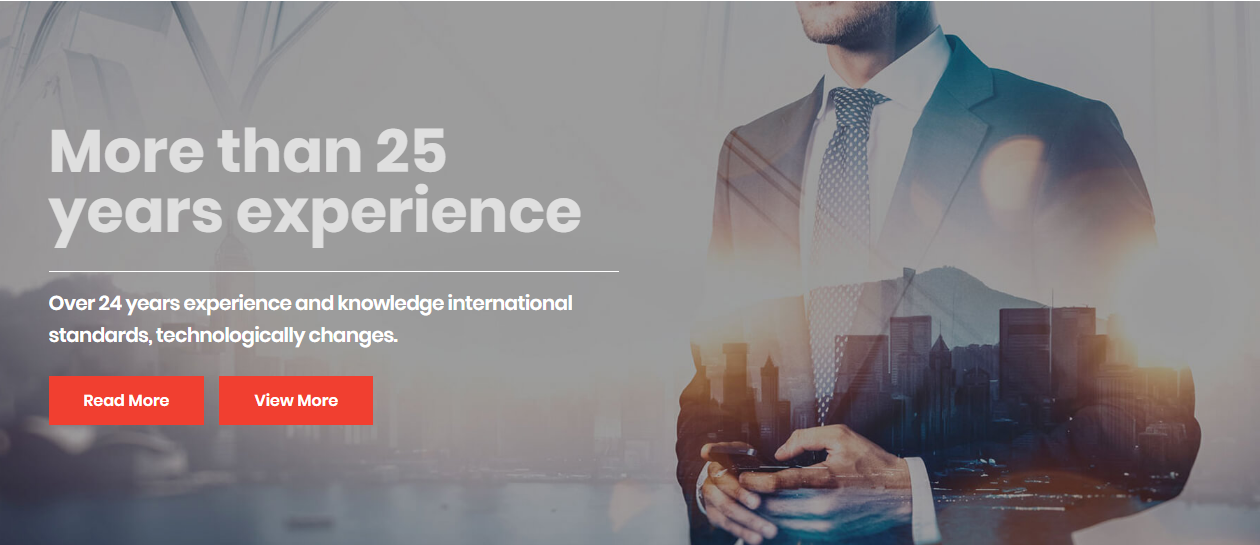 More than 25
years experience
Over 24 years experience and knowledge international
standards, technologically changes.
Read More
View More